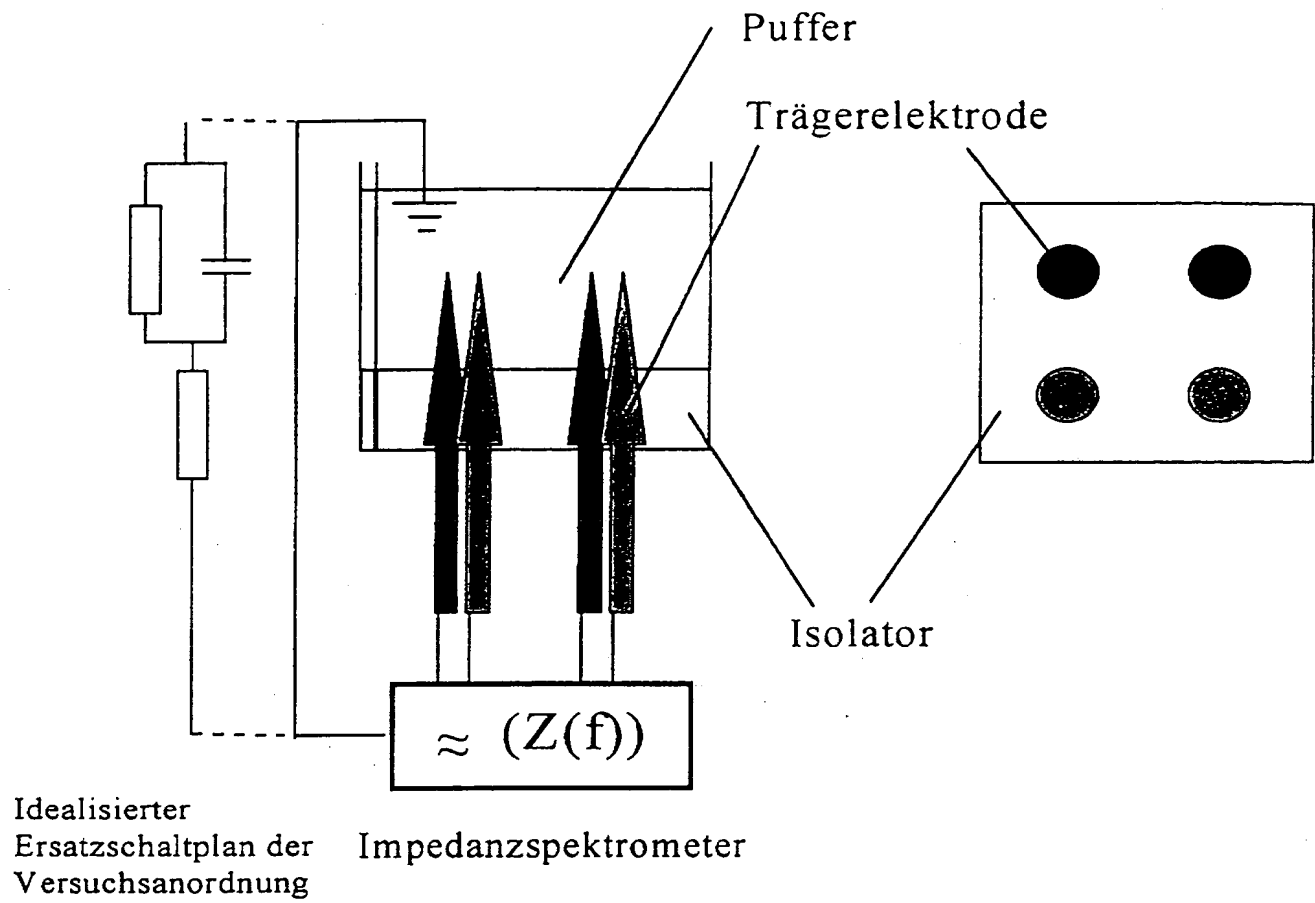 Puffer
Trägerelektrode
Isolator
≈ (Z(f))
Idealisierter
Ersatzschaltplan der
Versuchsanordnung
Impedanzspektrometer